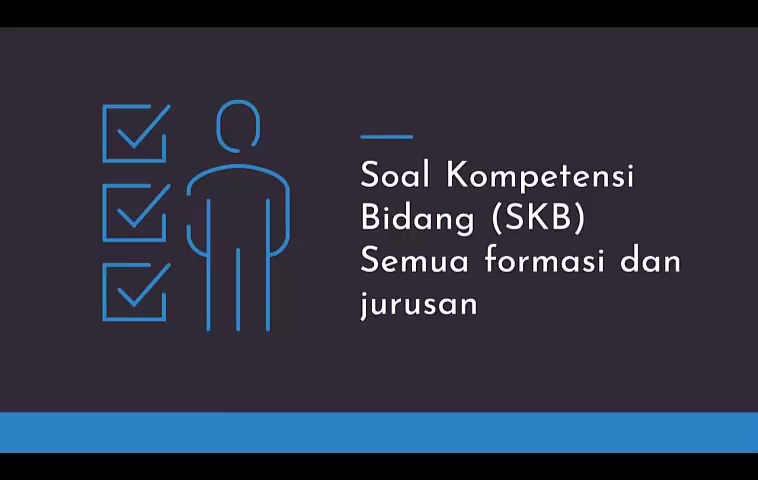 Soal Kompetensi
Bidang (SKB)
Semua formasi dan
jurusan